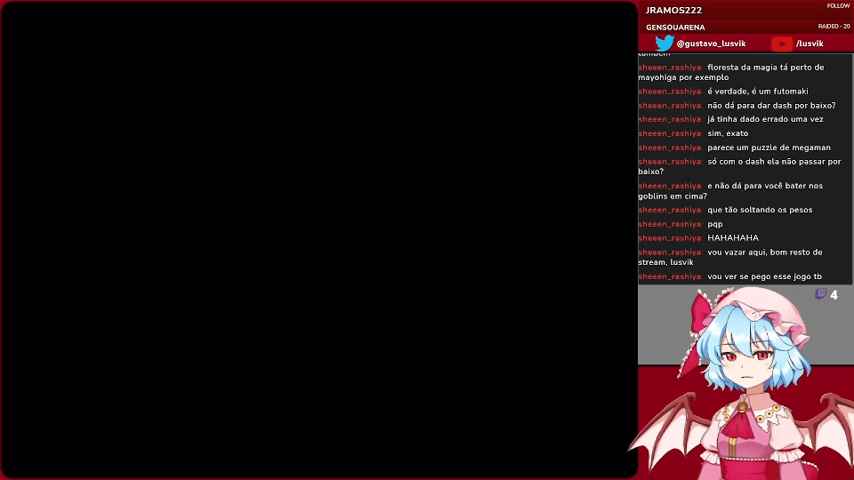 JRAMOS222
FOLLOW
GENSOUARENA
RAIDED - 20
@gustavo_lusvik
/lusvik
sheeen_rashiya: floresta da magia tá perto de
mayohiga por exemplo
sheeen_rashiya: é verdade, é um futomaki
sheeen_rashiya: não dá para dar dash por baixo?
sheeen_rashiya: já tinha dado errado uma vez
sheeen_rashiya: sim, exato
sheeen_rashiya: parece um puzzle de megaman
sheeen_rashiya: só com o dash ela não passar por
baixo?
sheeen_rashiya: e não dá para você bater nos
goblins em cima?
sheeen_rashiya: que tão soltando os pesos
sheeen_rashiya: pqp
sheeen_rashiya: HAHAHAHA
sheeen_rashiya: vou vazar aqui, bom resto de
stream, lusvik
sheeen_rashiya: vou ver se pego esse jogo tb
4